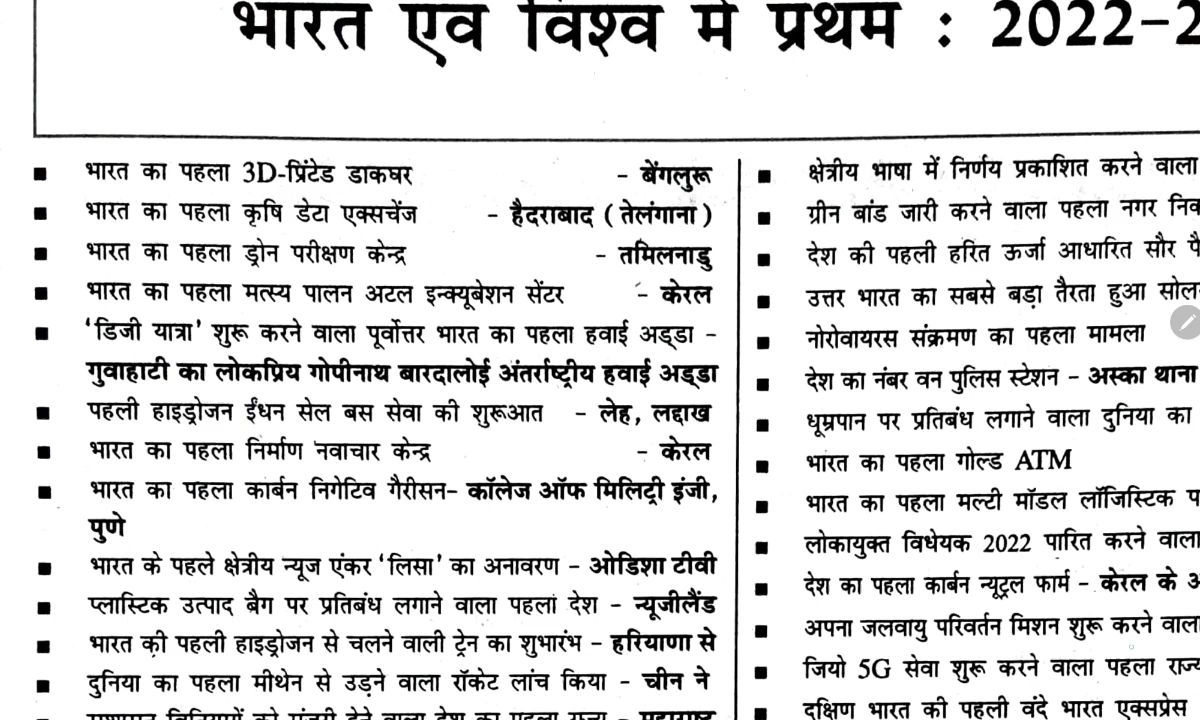 भारत एवं विश्व में प्रथम : 2022-2
■ भारत का पहला 3D-प्रिंटेड डाकघर - बेंगलुरू
■ भारत का पहला कृषि डेटा एक्सचेंज - हैदराबाद (तेलंगाना)
■ भारत का पहला ड्रोन परीक्षण केन्द्र - तमिलनाडु
■ भारत का पहला मत्स्य पालन अटल इन्क्यूबेशन सेंटर - केरल
■ 'डिजी यात्रा' शुरू करने वाला पूर्वोत्तर भारत का पहला हवाई अड्डा -
गुवाहाटी का लोकप्रिय गोपीनाथ बारदालोई अंतर्राष्ट्रीय हवाई अड्डा
■ पहली हाइड्रोजन ईंधन सेल बस सेवा की शुरूआत - लेह, लद्दाख
■ भारत का पहला निर्माण नवाचार केन्द्र - केरल
■ भारत का पहला कार्बन निगेटिव गैरीसन- कॉलेज ऑफ मिलिट्री इंजी,
पुणे
■ भारत के पहले क्षेत्रीय न्यूज एंकर 'लिसा' का अनावरण - ओडिशा टीवी
■ प्लास्टिक उत्पाद बैग पर प्रतिबंध लगाने वाला पहला देश - न्यूजीलैंड
■ भारत की पहली हाइड्रोजन से चलने वाली ट्रेन का शुभारंभ - हरियाणा से
■ दुनिया का पहला मीथेन से उड़ने वाला रॉकेट लांच किया - चीन ने
■ क्षेत्रीय भाषा में निर्णय प्रकाशित करने वाला
■ ग्रीन बांड जारी करने वाला पहला नगर
■ देश की पहली हरित ऊर्जा आधारित सौर
■ उत्तर भारत का सबसे बड़ा तैरता हुआ
■ नोरोवायरस संक्रमण का पहला मामला
■ देश का नंबर वन पुलिस स्टेशन - अस्का थाना
■ धूम्रपान पर प्रतिबंध लगाने वाला दुनिया का
■ भारत का पहला गोल्ड ATM
■ भारत का पहला मल्टी मॉडल लॉजिस्टिक
■ लोकायुक्त विधेयक 2022 पारित करने वाला
■ देश का पहला कार्बन न्यूट्रल फार्म - केरल के
■ अपना जलवायु परिवर्तन मिशन शुरू करने वाला
■ जियो 5G सेवा शुरू करने वाला पहला
■ दक्षिण भारत की पहली वंदे भारत एक्सप्रेस